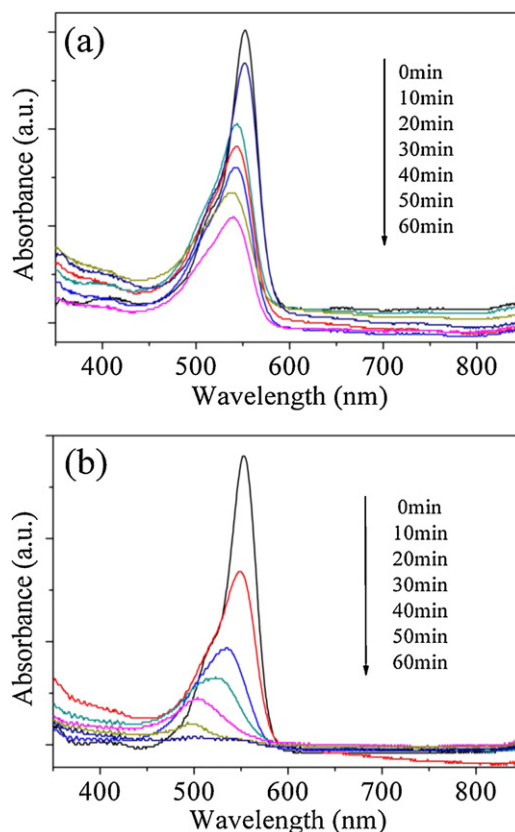 (a)
Absorbance (a.u.)
0min
10min
20min
30min
40min
50min
60min
400 500 600 700 800
Wavelength (nm)
(b)
Absorbance (a.u.)
0min
10min
20min
30min
40min
50min
60min
400 500 600 700 800
Wavelength (nm)